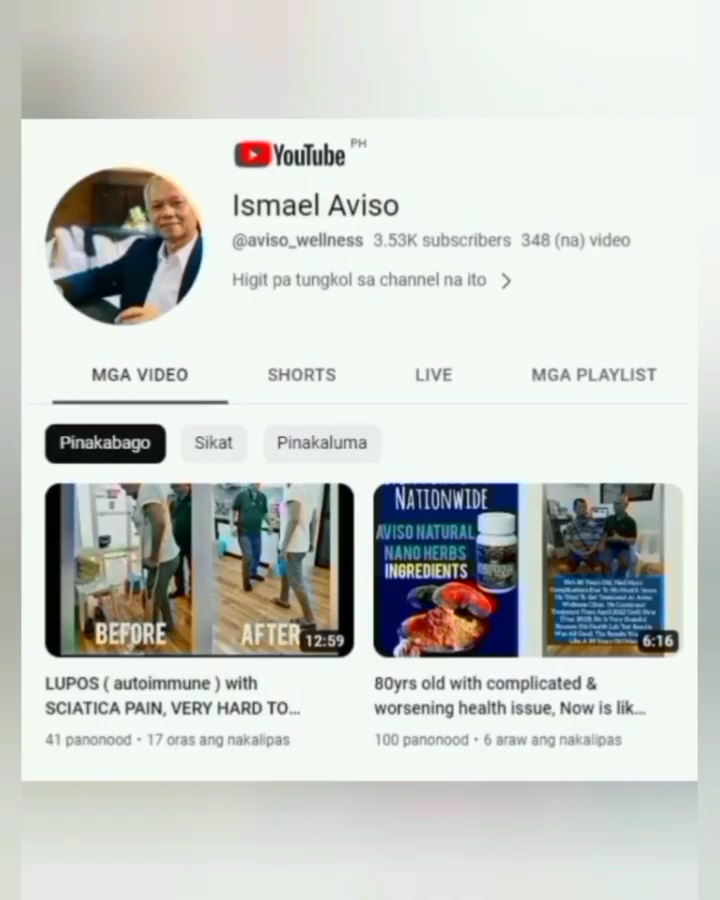 YouTube PH
Ismael Aviso
@aviso_wellness 3.53K subscribers 348 (na) video
Higit pa tungkol sa channel na ito
MGA VIDEO SHORTS LIVE MGA PLAYLIST
Pinakabago Sikat Pinakaluma
BEFORE AFTER 12:59
NATIONWIDE
AVISO NATURAL
NANO HERBS
INGREDIENTS
6:16
LUPOS ( autoimmune ) with
SCIATICA PAIN, VERY HARD TO...
41 panonood • 17 oras ang nakalipas
80yrs old with complicated &
worsening health issue, Now is lik...
100 panonood • 6 araw ang nakalipas